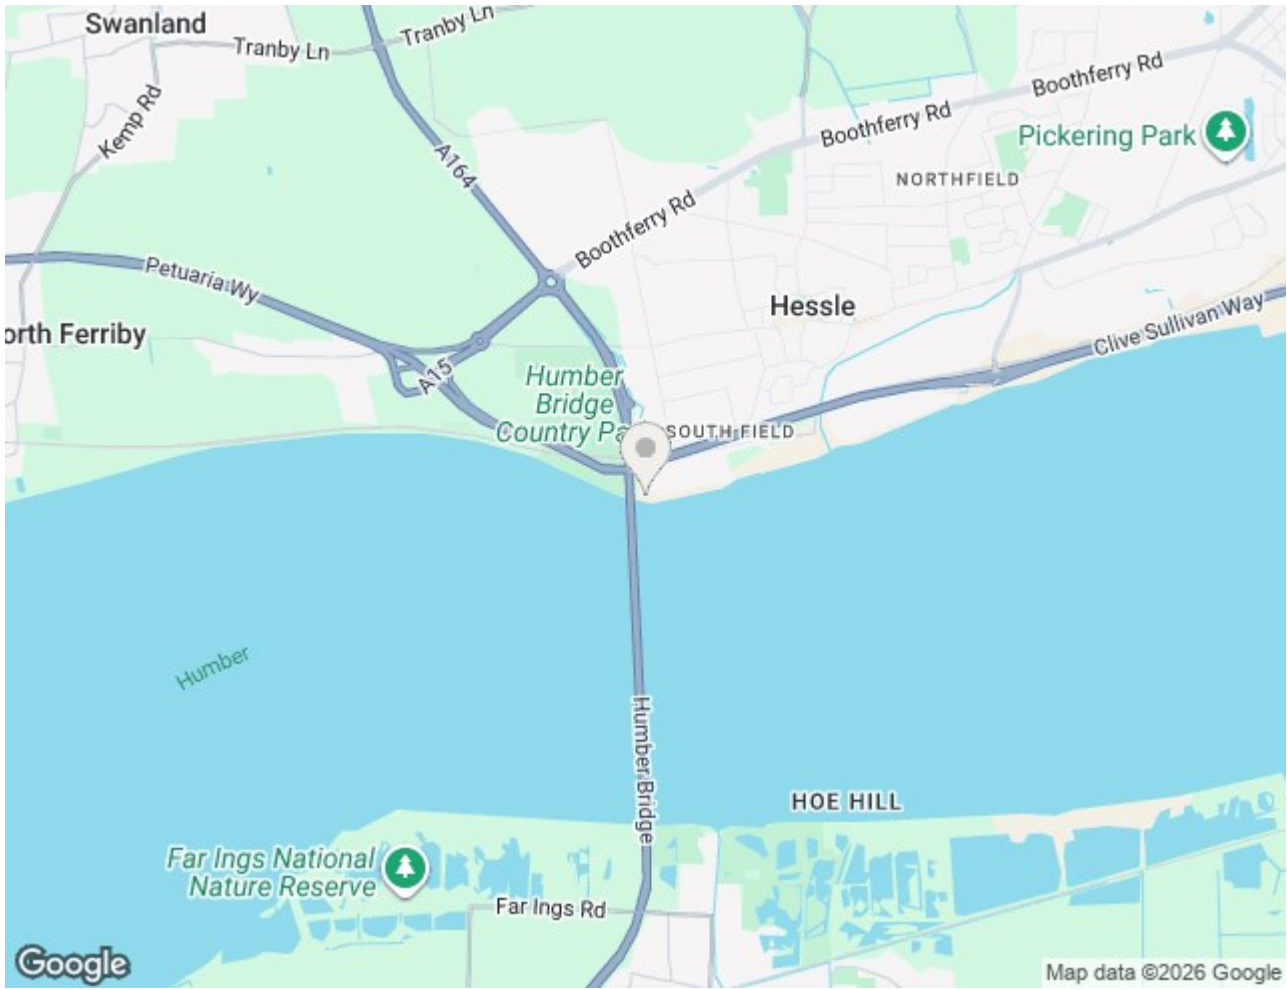 Swanland
Tranby Ln
Tranby Ln
Kemp Rd
A164
Boothferry Rd
Boothferry Rd
Boothferry Rd
Pickering Park
NORTHFIELD
Petuaria Wy
orth Ferriby
A15
Hessle
Clive Sullivan Way
Humber
Bridge
Country Pa
SOUTH FIELD
Humber
Humber Bridge
HOE HILL
Far Ings National
Nature Reserve
Far Ings Rd
Google
Map data ©2026 Google